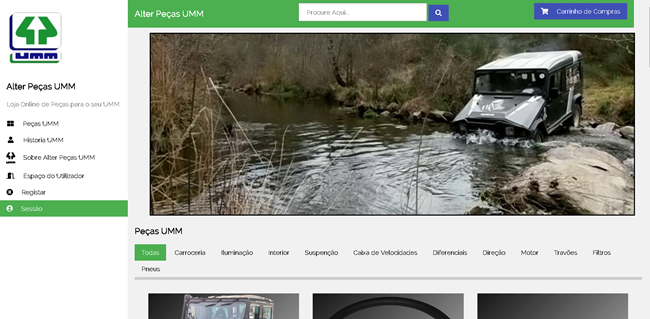 Alter Peças UMM
Procure Aqui...
Carrinho de Compras
UMM
Alter Peças UMM
Loja Online de Peças para o seu UMM
Peças UMM
Historia UMM
Sobre Alter Peças UMM
Espaço do Utilizador
Registar
Sessão
Peças UMM
Todas Carroceria Iluminação Interior Suspenção Caixa de Velocidades Diferenciais Direção Motor Travões Filtros
Pneus